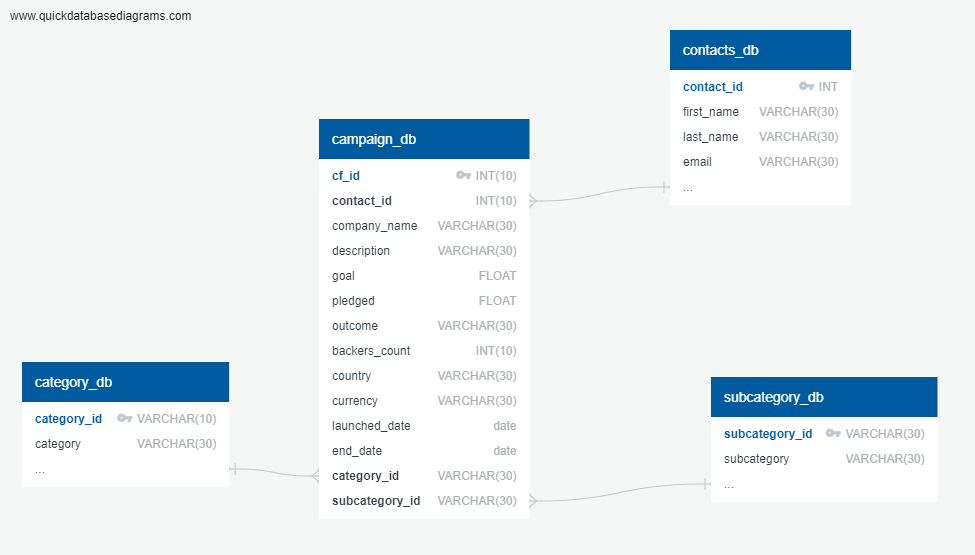 www.quickdatabasediagrams.com
contacts_db
contact_id INT
first_name VARCHAR(30)
last_name VARCHAR(30)
email VARCHAR(30)
...
campaign_db
cf_id INT(10)
contact_id INT(10)
company_name VARCHAR(30)
description VARCHAR(30)
goal FLOAT
pledged FLOAT
outcome VARCHAR(30)
backers_count INT(10)
country VARCHAR(30)
currency VARCHAR(30)
launched_date date
end_date date
category_id VARCHAR(30)
subcategory_id VARCHAR(30)
category_db
category_id VARCHAR(10)
category VARCHAR(30)
...
subcategory_db
subcategory_id VARCHAR(30)
subcategory VARCHAR(30)
...